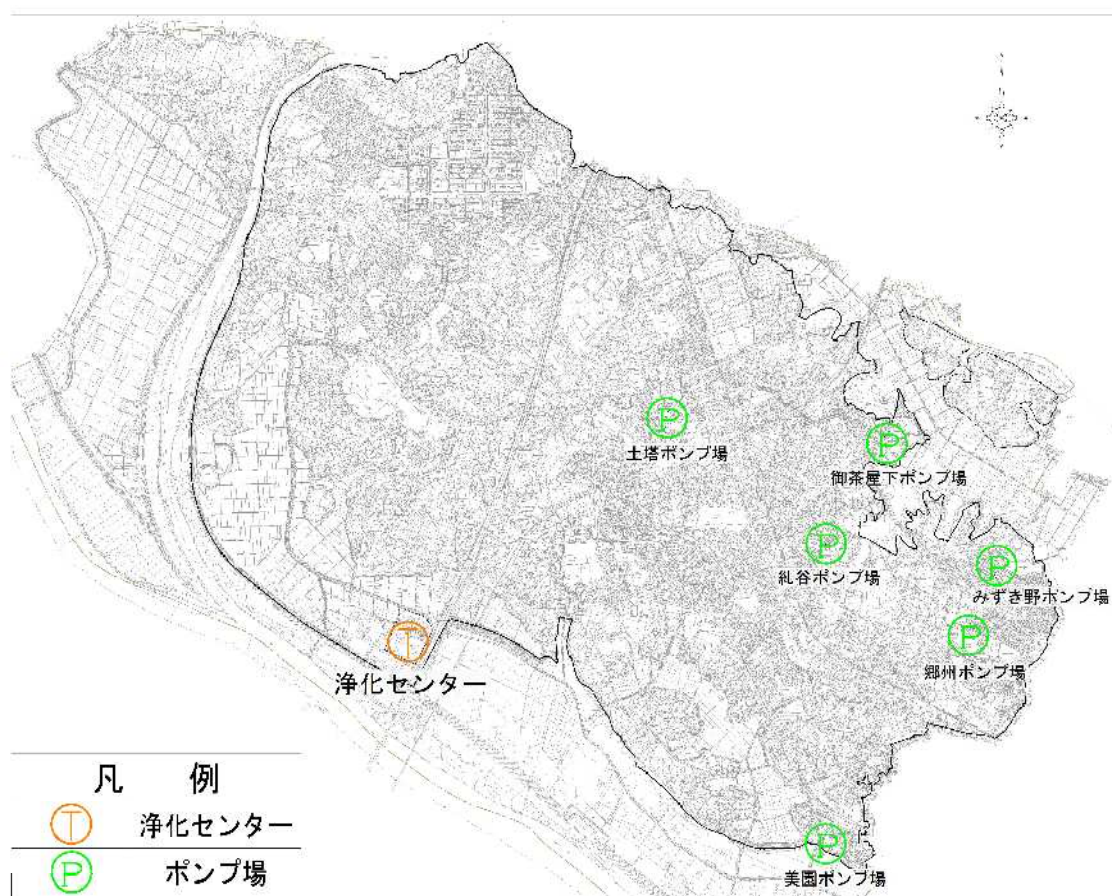 P
土塔ポンプ場
P
御茶屋下ポンプ場
P
糺谷ポンプ場
P
みずき野ポンプ場
P
郷州ポンプ場
T
浄化センター
P
美園ポンプ場
凡 例
T 浄化センター
P ポンプ場